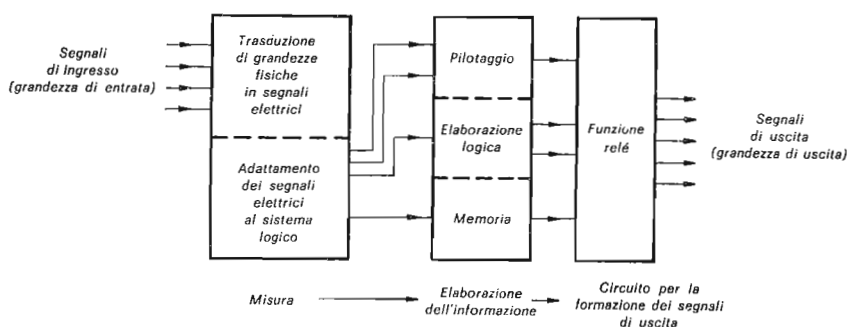 Segnali
di Ingresso
(grandezza di entrata)
Trasduzione
di grandezze
fisiche
in segnali
elettrici
Adattamento
dei segnali
elettrici
al sistema
logico
Pilotaggio
Elaborazione
logica
Memoria
Funzione
relé
Segnali
di uscita
(grandezza di uscita)
Misura
Elaborazione
dell'informazione
Circuito per la
formazione dei segnali
di uscita